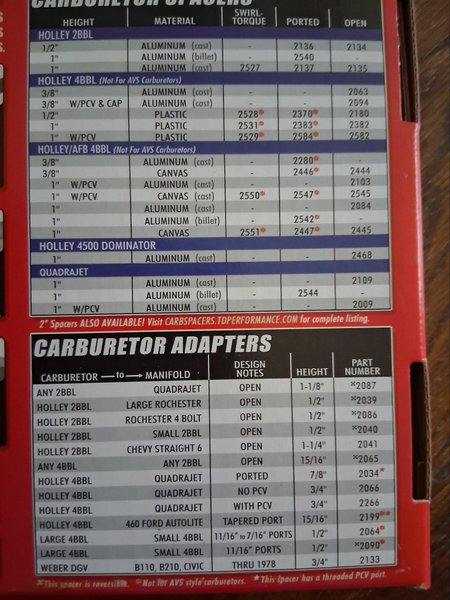 CARBURETOR SPACERS
HEIGHT MATERIAL SWIRL-TORQUE PORTED OPEN
HOLLEY 2BBL
1/2" ALUMINUM (cast) - 2136 2134
1" ALUMINUM (billet) - 2540 -
1" ALUMINUM (cast) 2527 2137 2135
HOLLEY 4BBL (Not For AVS Carburetors)
3/8" ALUMINUM (cast) - - 2063
3/8" W/PCV & CAP ALUMINUM (cast) - - 2094
1/2" PLASTIC 2528* 2370* 2180
1" PLASTIC 2531* 2383* 2382
1" W/PCV PLASTIC 2529* 2584* 2582
HOLLEY/AFB 4BBL (Not For AVS Carburetors)
3/8" ALUMINUM (cast) - 2280* -
3/8" CANVAS - 2446* 2444
1" W/PCV ALUMINUM (cast) - - 2103
1" W/PCV CANVAS 2550* 2547* 2545
1" ALUMINUM (cast) - - 2084
1" ALUMINUM (billet) - 2542* -
1" CANVAS 2551* 2447* 2445
HOLLEY 4500 DOMINATOR
1" ALUMINUM (cast) - - 2468
QUADRAJET
1" ALUMINUM (cast) - - 2109
1" ALUMINUM (billet) - 2544 -
1" W/PCV ALUMINUM (cast) - - 2009
2" Spacers ALSO AVAILABLE! Visit CARBSPACERS.TDPERFORMANCE.COM for complete listing.
CARBURETOR ADAPTERS
CARBURETOR — to → MANIFOLD DESIGN NOTES HEIGHT PART NUMBER
ANY 2BBL QUADRAJET OPEN 1-1/8" *2087
HOLLEY 2BBL LARGE ROCHESTER OPEN 1/2" *2039
HOLLEY 2BBL ROCHESTER 4 BOLT OPEN 1/2" *2086
HOLLEY 2BBL SMALL 2BBL OPEN 1/2" *2040
HOLLEY 2BBL CHEVY STRAIGHT 6 OPEN 1-1/4" 2041
ANY 4BBL ANY 2BBL OPEN 15/16" *2065
HOLLEY 4BBL QUADRAJET PORTED 7/8" 2034*
HOLLEY 4BBL QUADRAJET NO PCV 3/4" 2066
HOLLEY 4BBL QUADRAJET WITH PCV 3/4" 2266
HOLLEY 4BBL 460 FORD AUTOLITE TAPERED PORT 15/16" 2199**
LARGE 4BBL SMALL 4BBL 11/16" to 7/16" PORTS 1/2" 2064*
LARGE 4BBL SMALL 4BBL 11/16" PORTS 1/2" *2090*
WEBER DGV B110, B210, CIVIC THRU 1978 3/4" 2133
*This spacer is reversible. *Not for AVS style carburetors. *This spacer has a threaded PCV port.